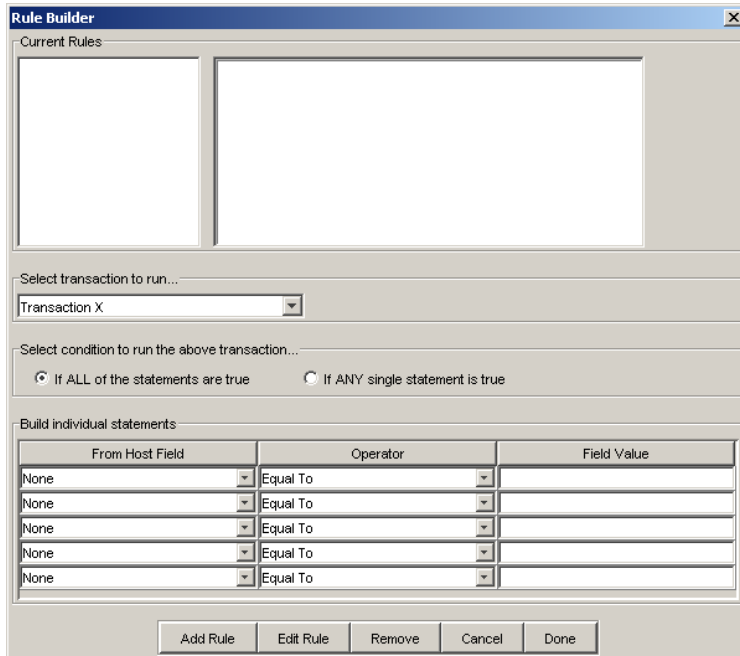 Rule Builder
Current Rules
Select transaction to run...
Transaction X
Select condition to run the above transaction...
If ALL of the statements are true If ANY single statement is true
Build individual statements
From Host Field Operator Field Value
None Equal To
None Equal To
None Equal To
None Equal To
None Equal To
Add Rule Edit Rule Remove Cancel Done